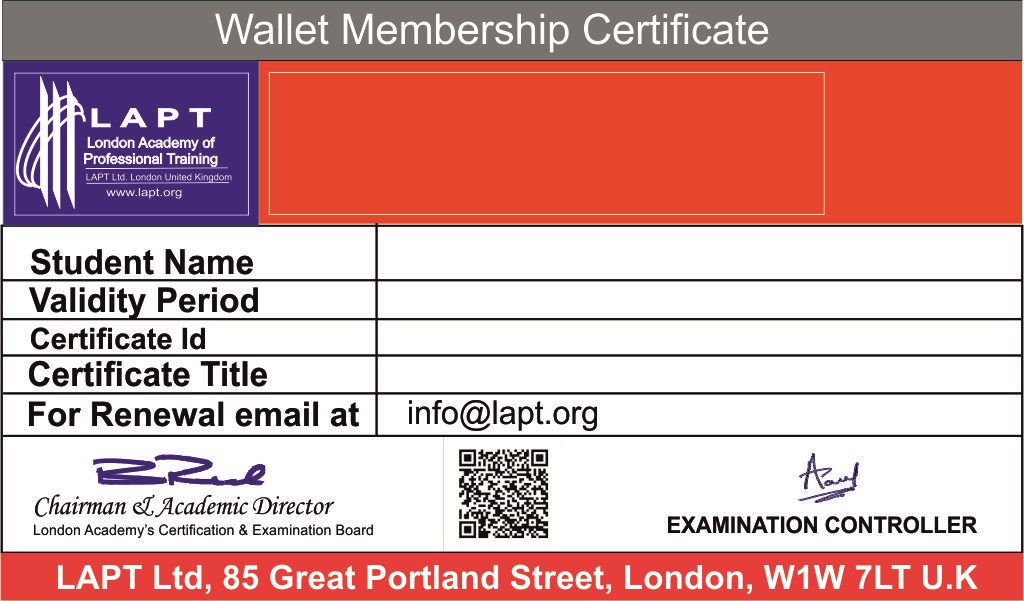 Wallet Membership Certificate
LAPT
London Academy of
Professional Training
LAPT Ltd. London United Kingdom
www.lapt.org
Student Name
Validity Period
Certificate Id
Certificate Title
For Renewal email at info@lapt.org
Chairman & Academic Director
London Academy's Certification & Examination Board
EXAMINATION CONTROLLER
LAPT Ltd, 85 Great Portland Street, London, W1W 7LT U.K